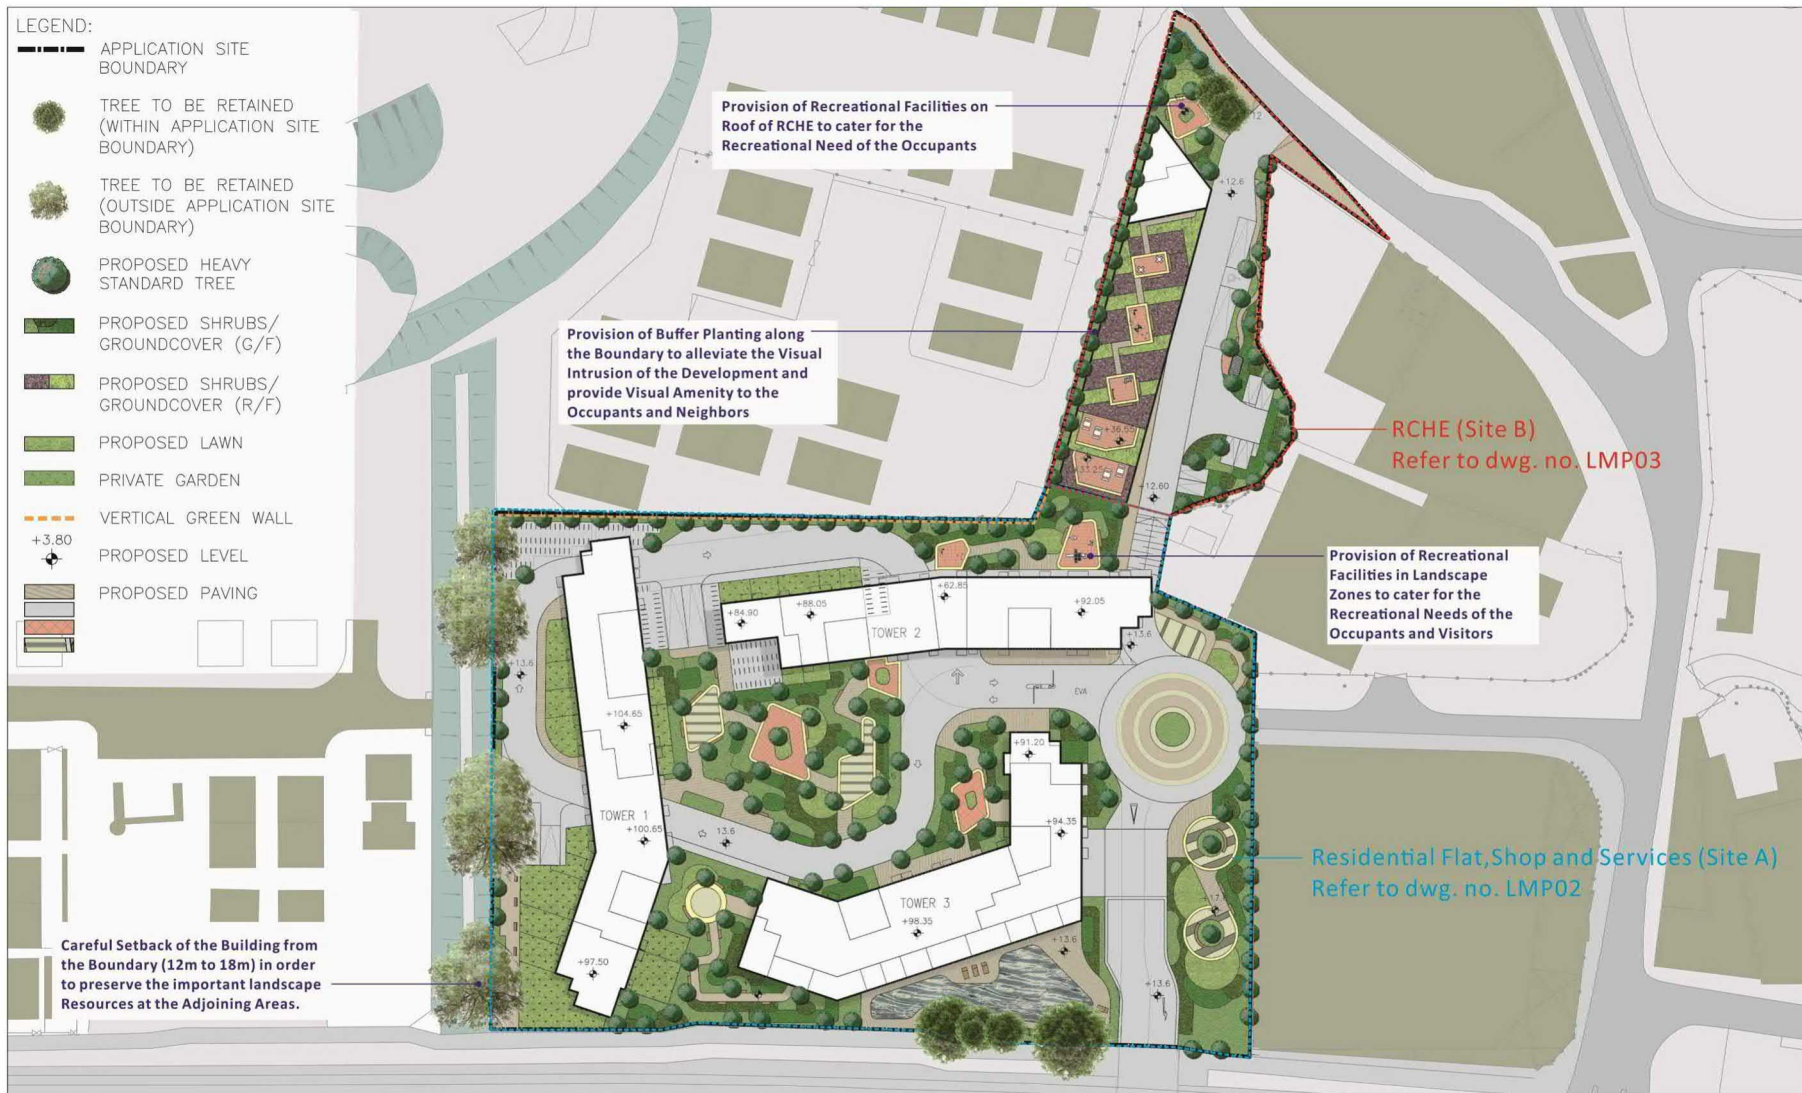 LEGEND:
APPLICATION SITE
BOUNDARY
TREE TO BE RETAINED
(WITHIN APPLICATION SITE
BOUNDARY)
TREE TO BE RETAINED
(OUTSIDE APPLICATION SITE
BOUNDARY)
PROPOSED HEAVY
STANDARD TREE
PROPOSED SHRUBS/
GROUNDCOVER (G/F)
PROPOSED SHRUBS/
GROUNDCOVER (R/F)
PROPOSED LAWN
PRIVATE GARDEN
VERTICAL GREEN WALL
+3.80
PROPOSED LEVEL
PROPOSED PAVING
Provision of Recreational Facilities on
Roof of RCHE to cater for the
Recreational Need of the Occupants
+12.6
Provision of Buffer Planting along
the Boundary to alleviate the Visual
Intrusion of the Development and
provide Visual Amenity to the
Occupants and Neighbors
+36.55
+33.25
+12.60
RCHE (Site B)
Refer to dwg. no. LMP03
Provision of Recreational
Facilities in Landscape
Zones to cater for the
Recreational Needs of the
Occupants and Visitors
+84.90
+88.05
+62.85
+92.05
TOWER 2
+13.6
+13.6
EVA
+104.65
+91.20
TOWER 1
+100.65
13.6
+94.35
Residential Flat,Shop and Services (Site A)
Refer to dwg. no. LMP02
TOWER 3
+98.35
+13.6
+97.50
+13.6
Careful Setback of the Building from
the Boundary (12m to 18m) in order
to preserve the important landscape
Resources at the Adjoining Areas.